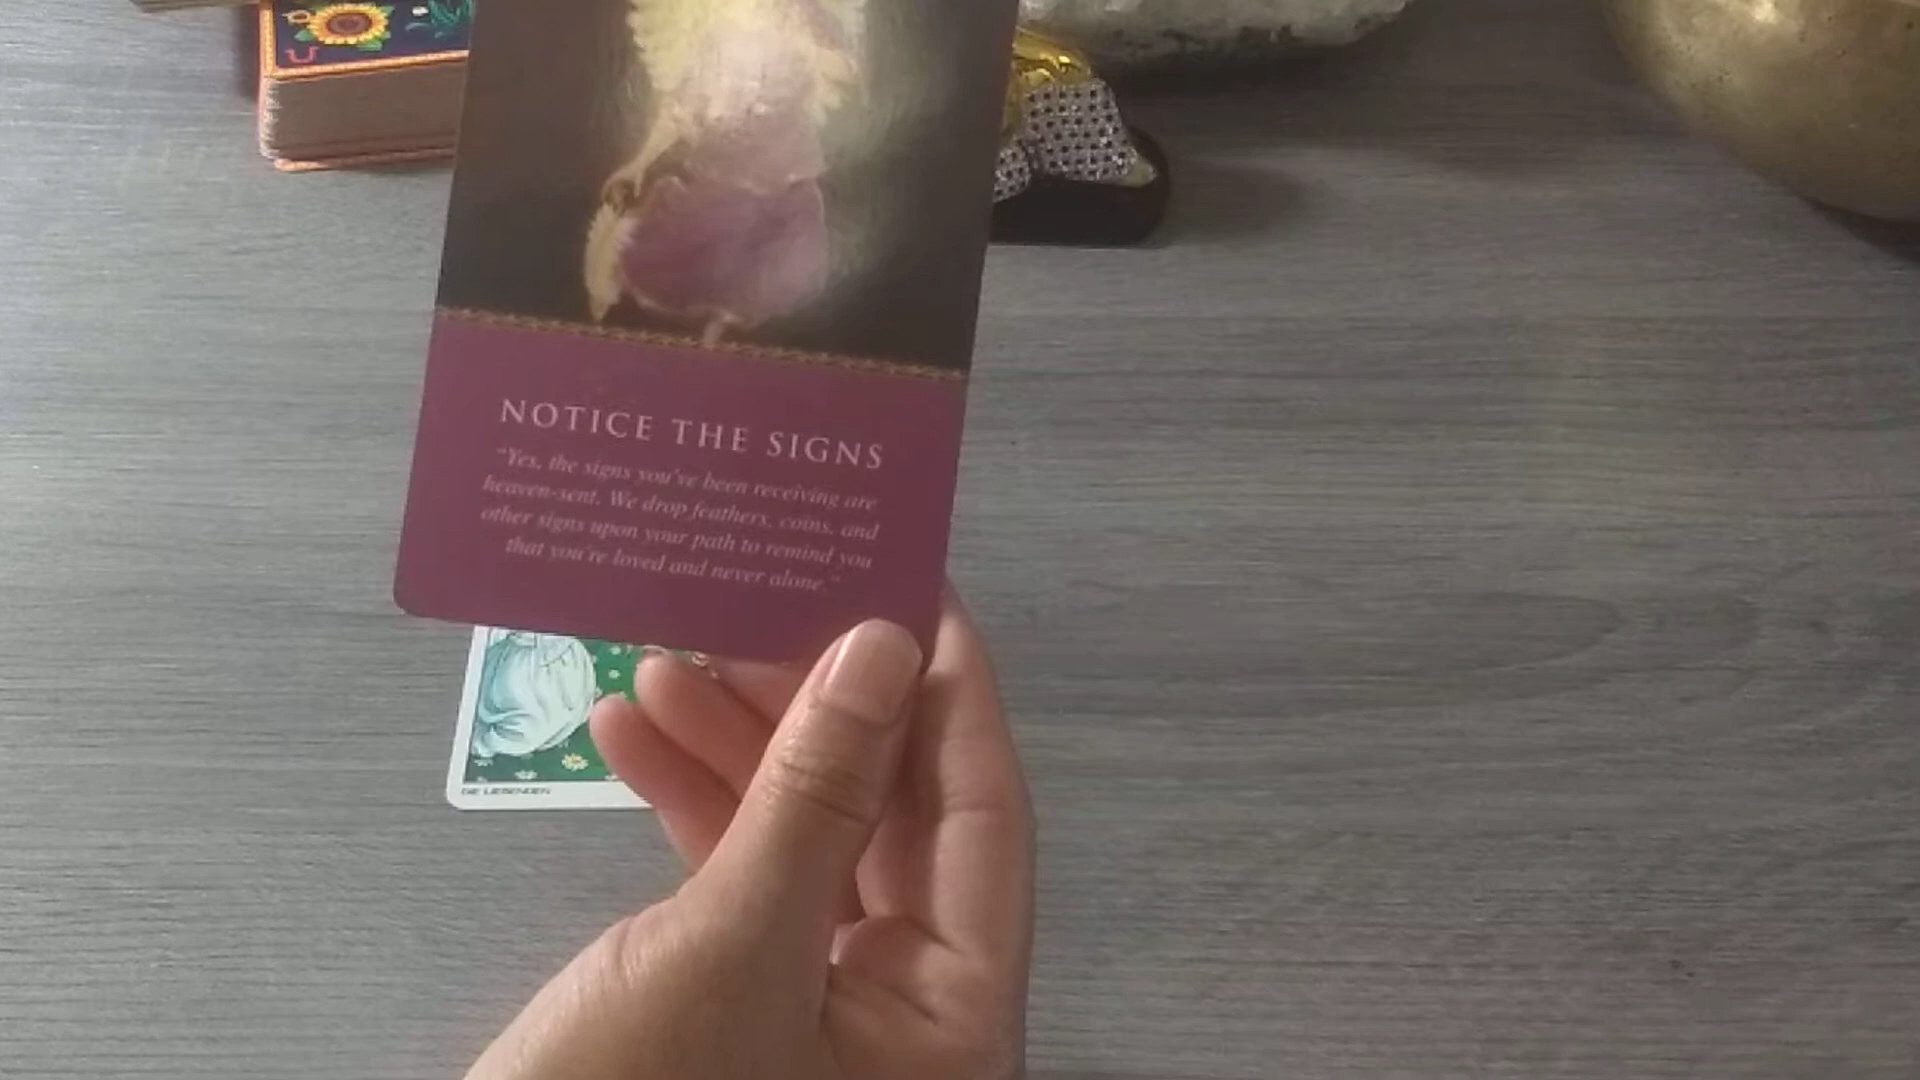 NOTICE THE SIGNS
"Yes, the signs you've been receiving are
heaven-sent. We drop feathers, coins, and
other signs upon your path to remind you
that you're loved and never alone."
DIE LIEBENDEN